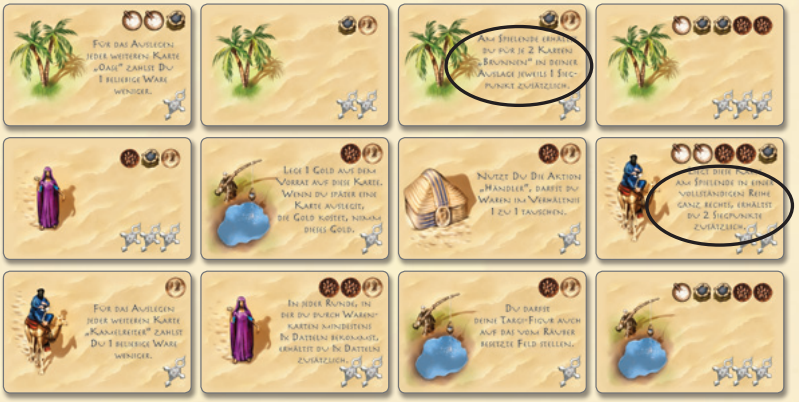 FÜR DAS AUSLEGEN
JEDER WEITEREN KARTE
„OASE" ZAHLST DU
1 BELIEBIGE WARE
WENIGER.
AM SPIELENDE ERHÄLST
DU FÜR JE 2 KARTEN
„BRUNNEN" IN DEINER
AUSLAGE JEWEILS 1 SIEG-
PUNKT ZUSÄTZLICH.
LEGE 1 GOLD AUS DEM
VORRAT AUF DIESE KARTE.
WENN DU SPÄTER EINE
KARTE AUSLEGST,
DIE GOLD KOSTET, NIMM
DIESES GOLD.
NUTZT DU DIE AKTION
„HÄNDLER", DARFST DU
WAREN IM VERHÄLTNIS
1 ZU 1 TAUSCHEN.
LIEGT DIESE KARTE
AM SPIELENDE IN EINER
VOLLSTÄNDIGEN REIHE
GANZ RECHTS, ERHÄLTST
DU 2 SIEGPUNKTE
ZUSÄTZLICH.
FÜR DAS AUSLEGEN
JEDER WEITEREN KARTE
„KAMELREITER" ZAHLST
DU 1 BELIEBIGE WARE
WENIGER.
IN JEDER RUNDE, IN
DER DU DURCH WAREN-
KARTEN MINDESTENS
1X DATTELN BEKOMMST,
ERHÄLTST DU 1X DATTELN
ZUSÄTZLICH.
DU DARFST
DEINE TARGI-FIGUR AUCH
AUF DAS VOM RÄUBER
BESETZTE FELD STELLEN.